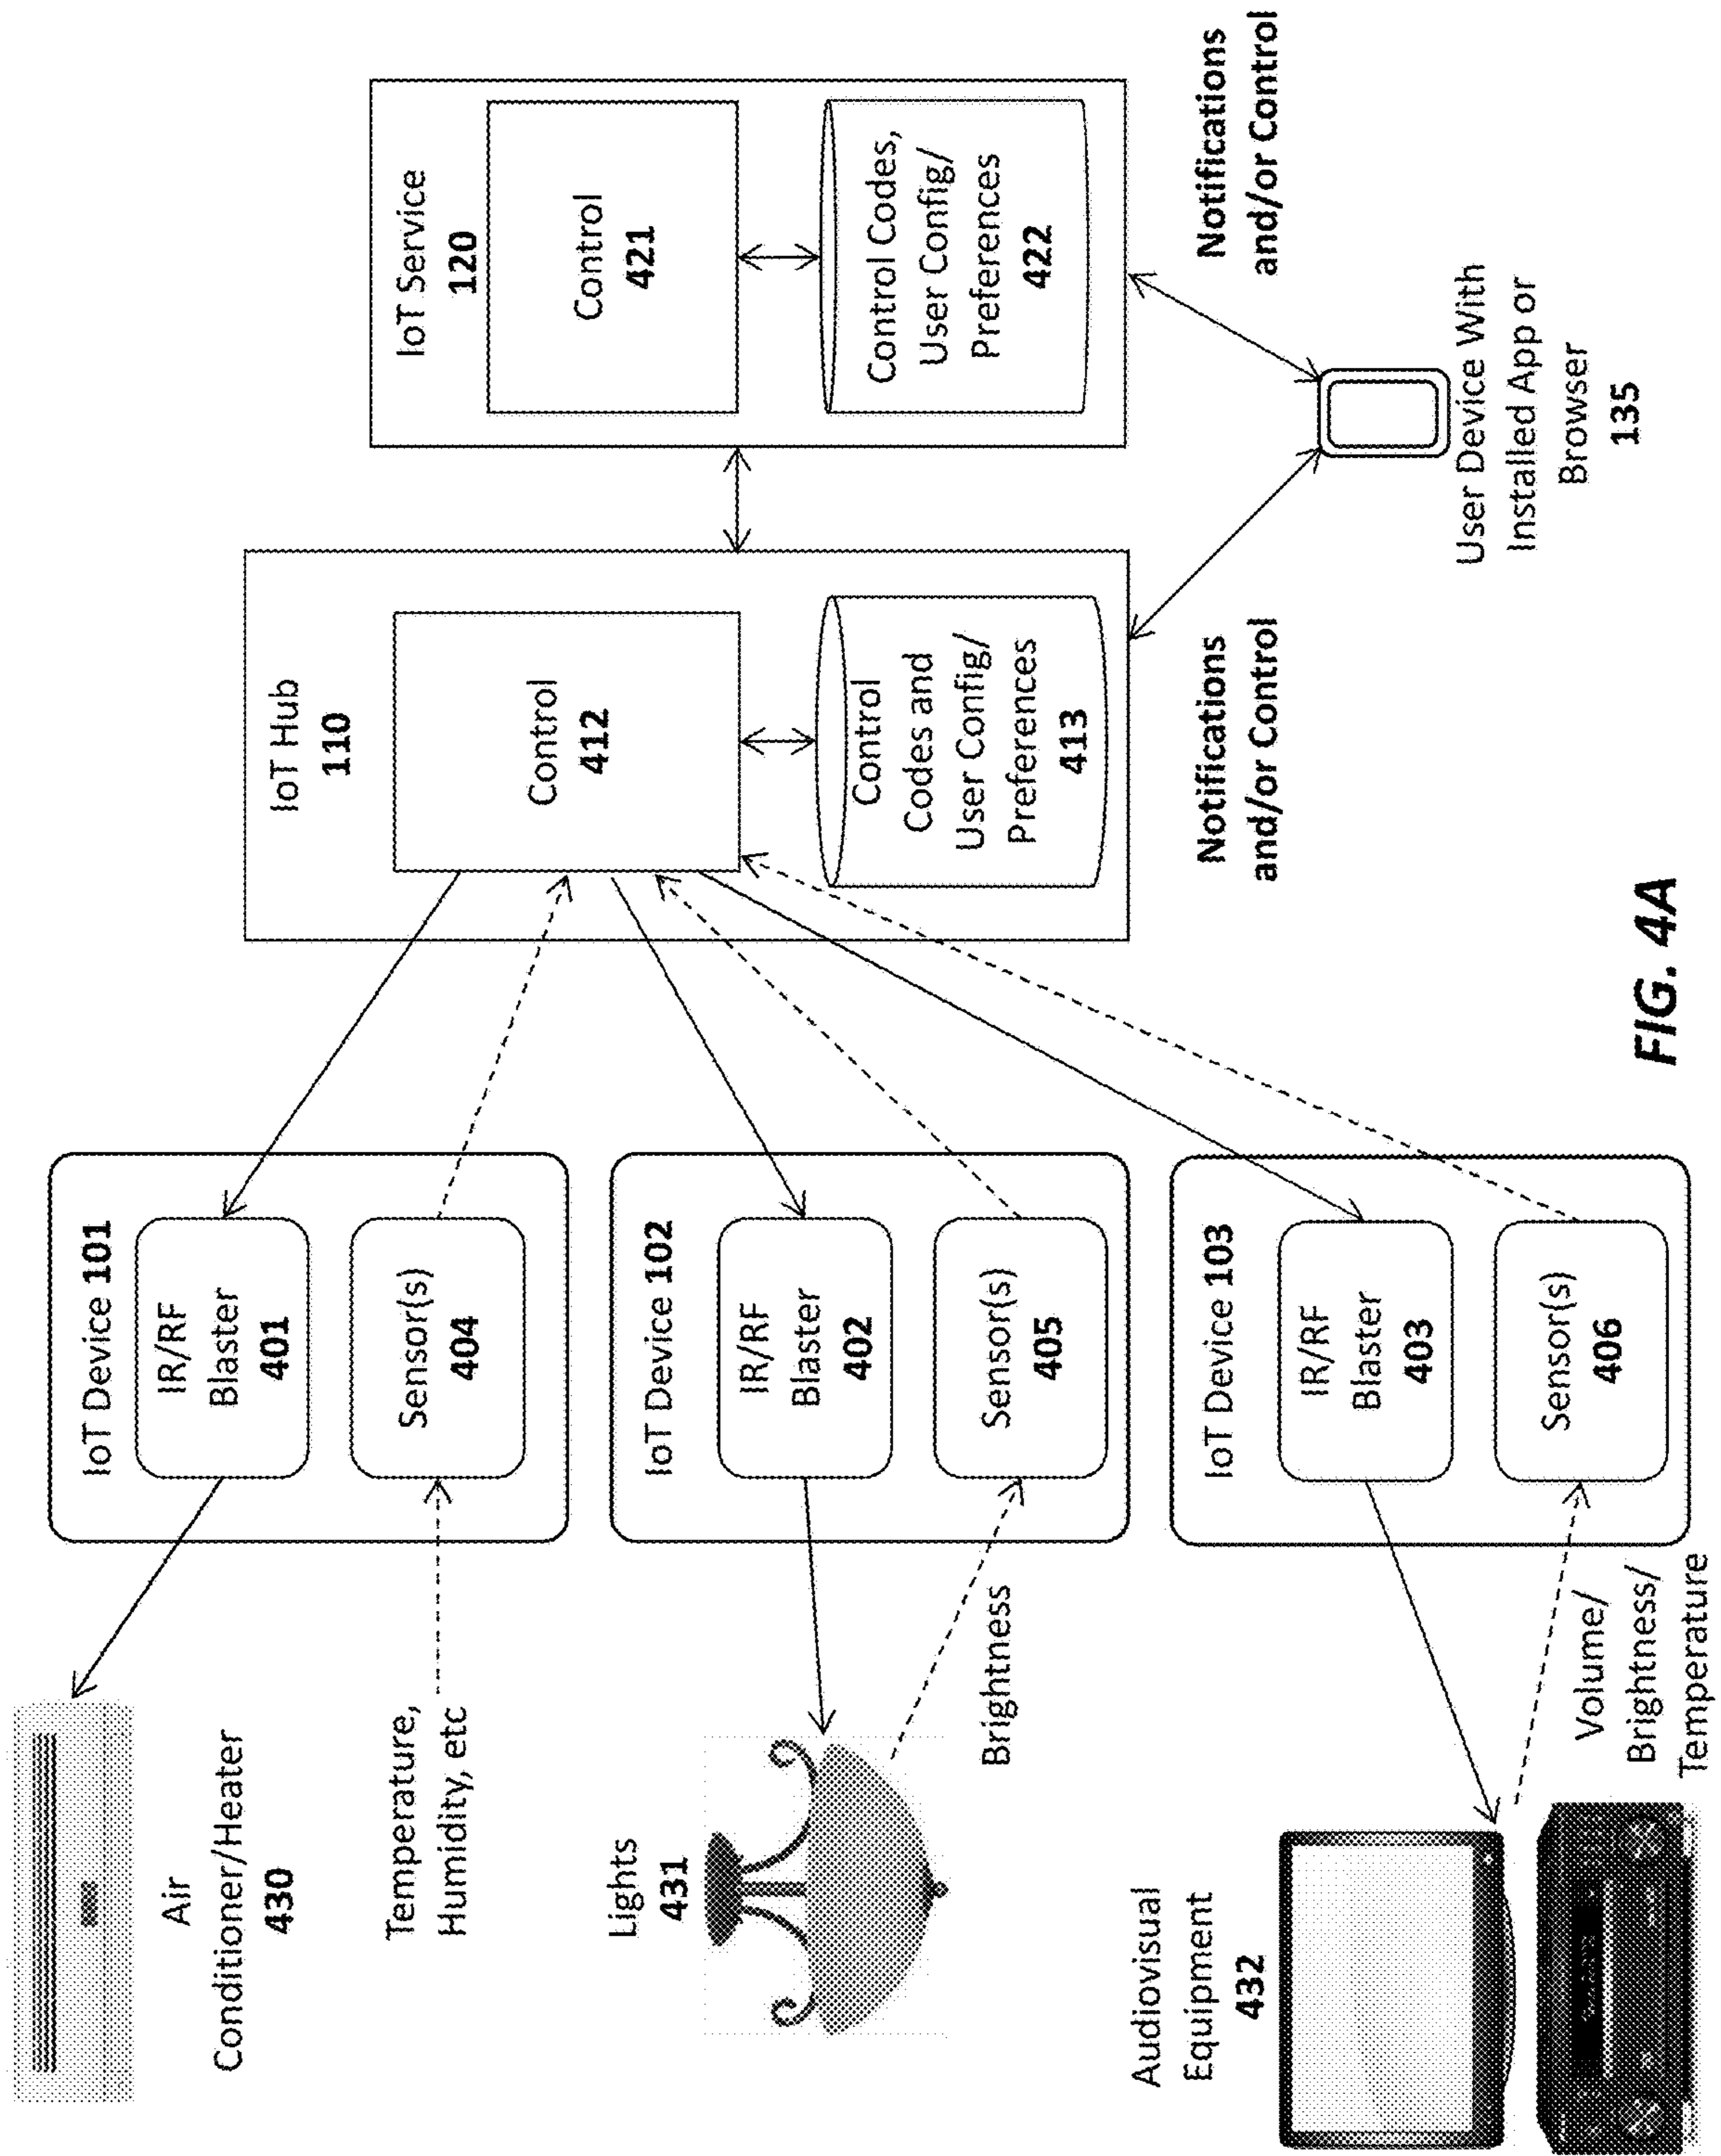 Air
Conditioner/Heater
430
Temperature,
Humidity, etc
Lights
431
Brightness
Audiovisual
Equipment
432
Volume/
Brightness/
Temperature
IoT Device 101
IR/RF
Blaster
401
Sensor(s)
404
IoT Device 102
IR/RF
Blaster
402
Sensor(s)
405
IoT Device 103
IR/RF
Blaster
403
Sensor(s)
406
IoT Hub
110
Control
412
Control
Codes and
User Config/
Preferences
413
Notifications
and/or Control
IoT Service
120
Control
421
Control Codes,
User Config/
Preferences
422
Notifications
and/or Control
User Device With
Installed App or
Browser
135
FIG. 4A